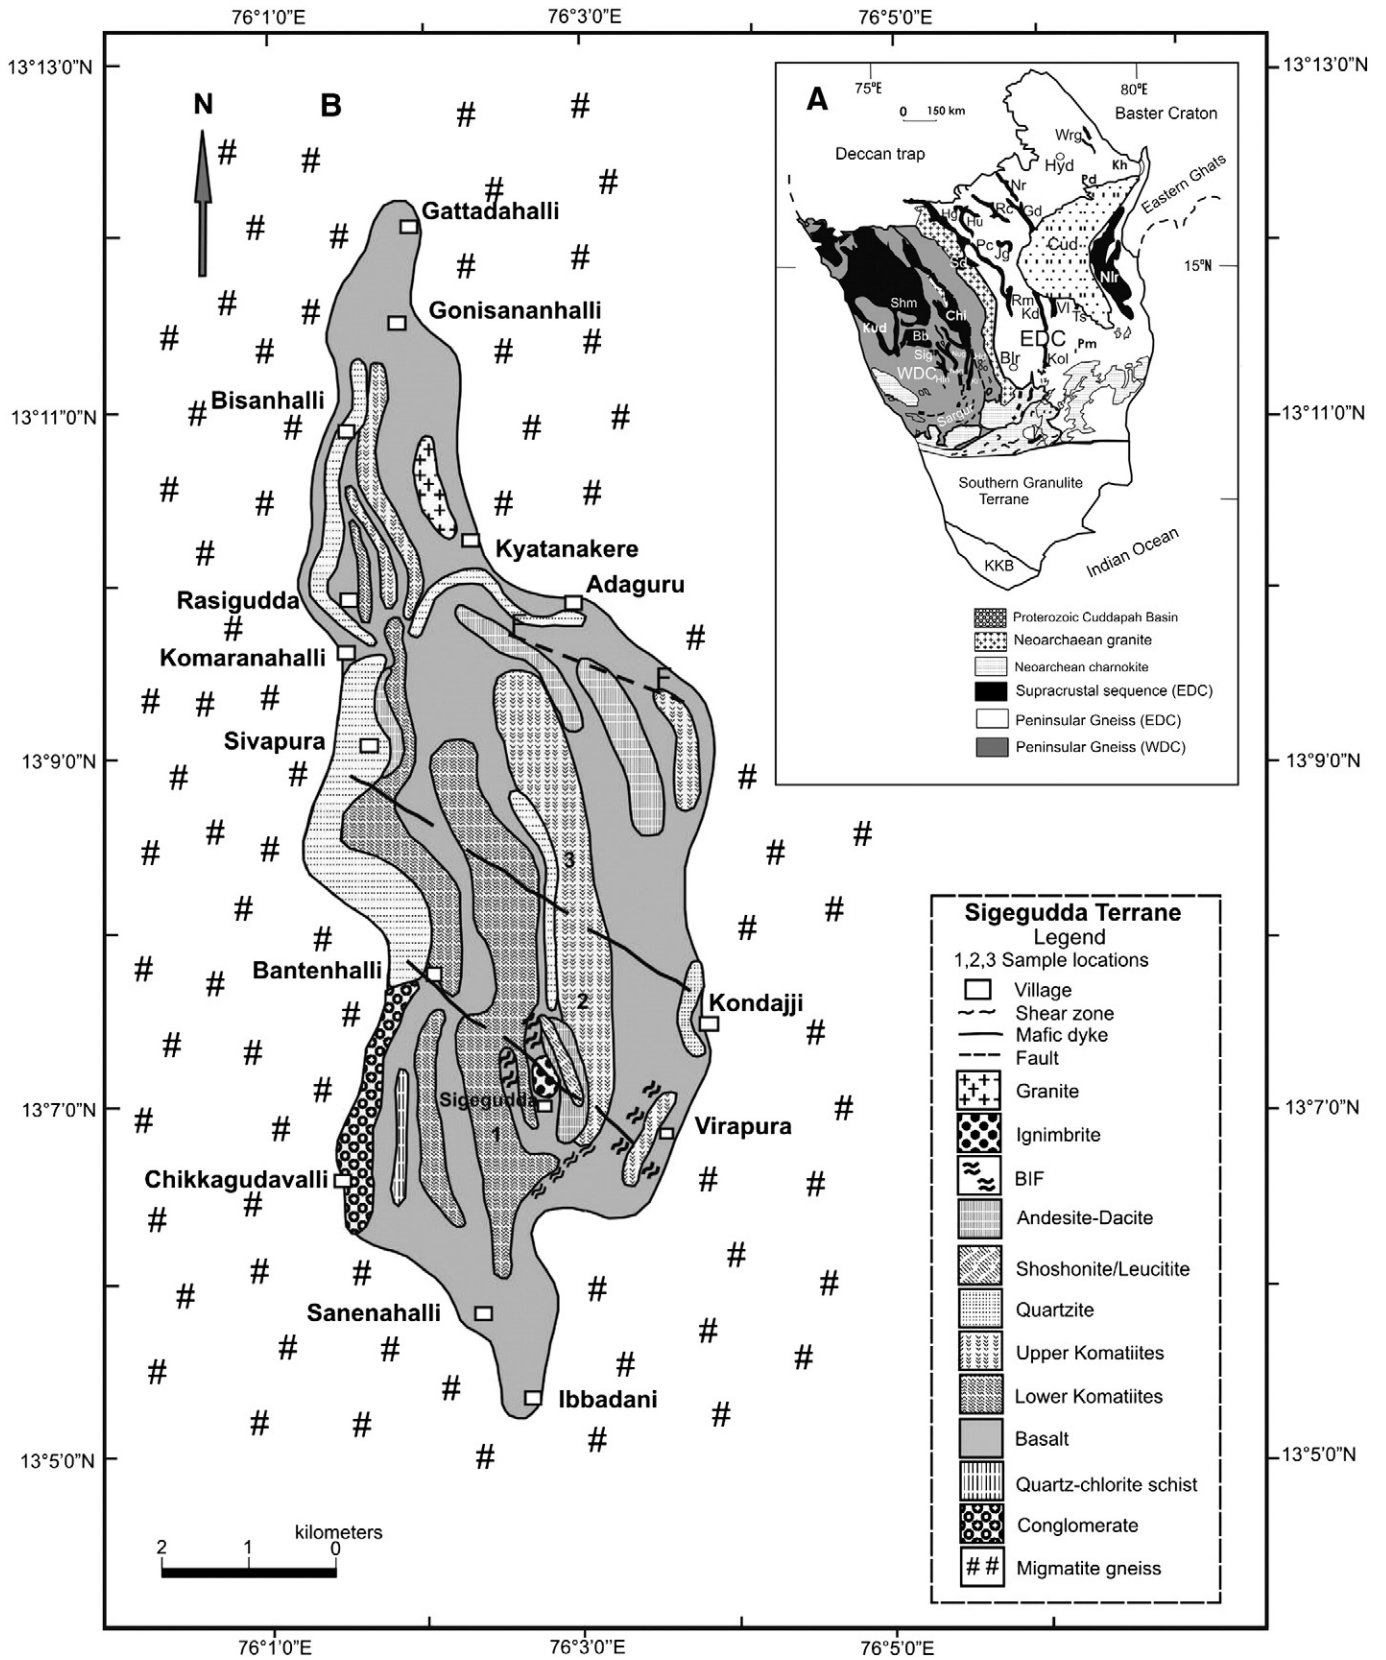 76°1'0"E
76°3'0"E
76°5'0"E
13°13'0"N
13°13'0"N
N
B
Gattadahalli
Gonisananhalli
Bisanhalli
13°11'0"N
13°11'0"N
Kyatanakere
Adaguru
Rasigudda
Komaranahalli
F
F
Sivapura
13°9'0"N
13°9'0"N
3
Bantenhalli
2
Kondajji
Sigegudda
13°7'0"N
13°7'0"N
1
Virapura
Chikkagudavalli
Sanenahalli
Ibbadani
13°5'0"N
13°5'0"N
kilometers
2
1
0
76°1'0"E
76°3'0"E
76°5'0"E
A
75°E
80°E
0 150 km
Baster Craton
Deccan trap
Wrg
Hyd
Kh
Pd
Eastern Ghats
Nr
Rc
Gd
Hg
Hu
Pc
Jg
Cud
Sd
15°N
Nlr
Rm
Kd
Vl
Ts
Shm
Chi
Kud
Bb
EDC
Pm
Sig
Blr
Kol
WDC
Sargur
Southern Granulite
Terrane
Indian Ocean
KKB
Proterozoic Cuddapah Basin
Neoarchaean granite
Neoarchean charnokite
Supracrustal sequence (EDC)
Peninsular Gneiss (EDC)
Peninsular Gneiss (WDC)
Sigegudda Terrane
Legend
1,2,3 Sample locations
Village
Shear zone
Mafic dyke
Fault
Granite
Ignimbrite
BIF
Andesite-Dacite
Shoshonite/Leucitite
Quartzite
Upper Komatiites
Lower Komatiites
Basalt
Quartz-chlorite schist
Conglomerate
# # Migmatite gneiss